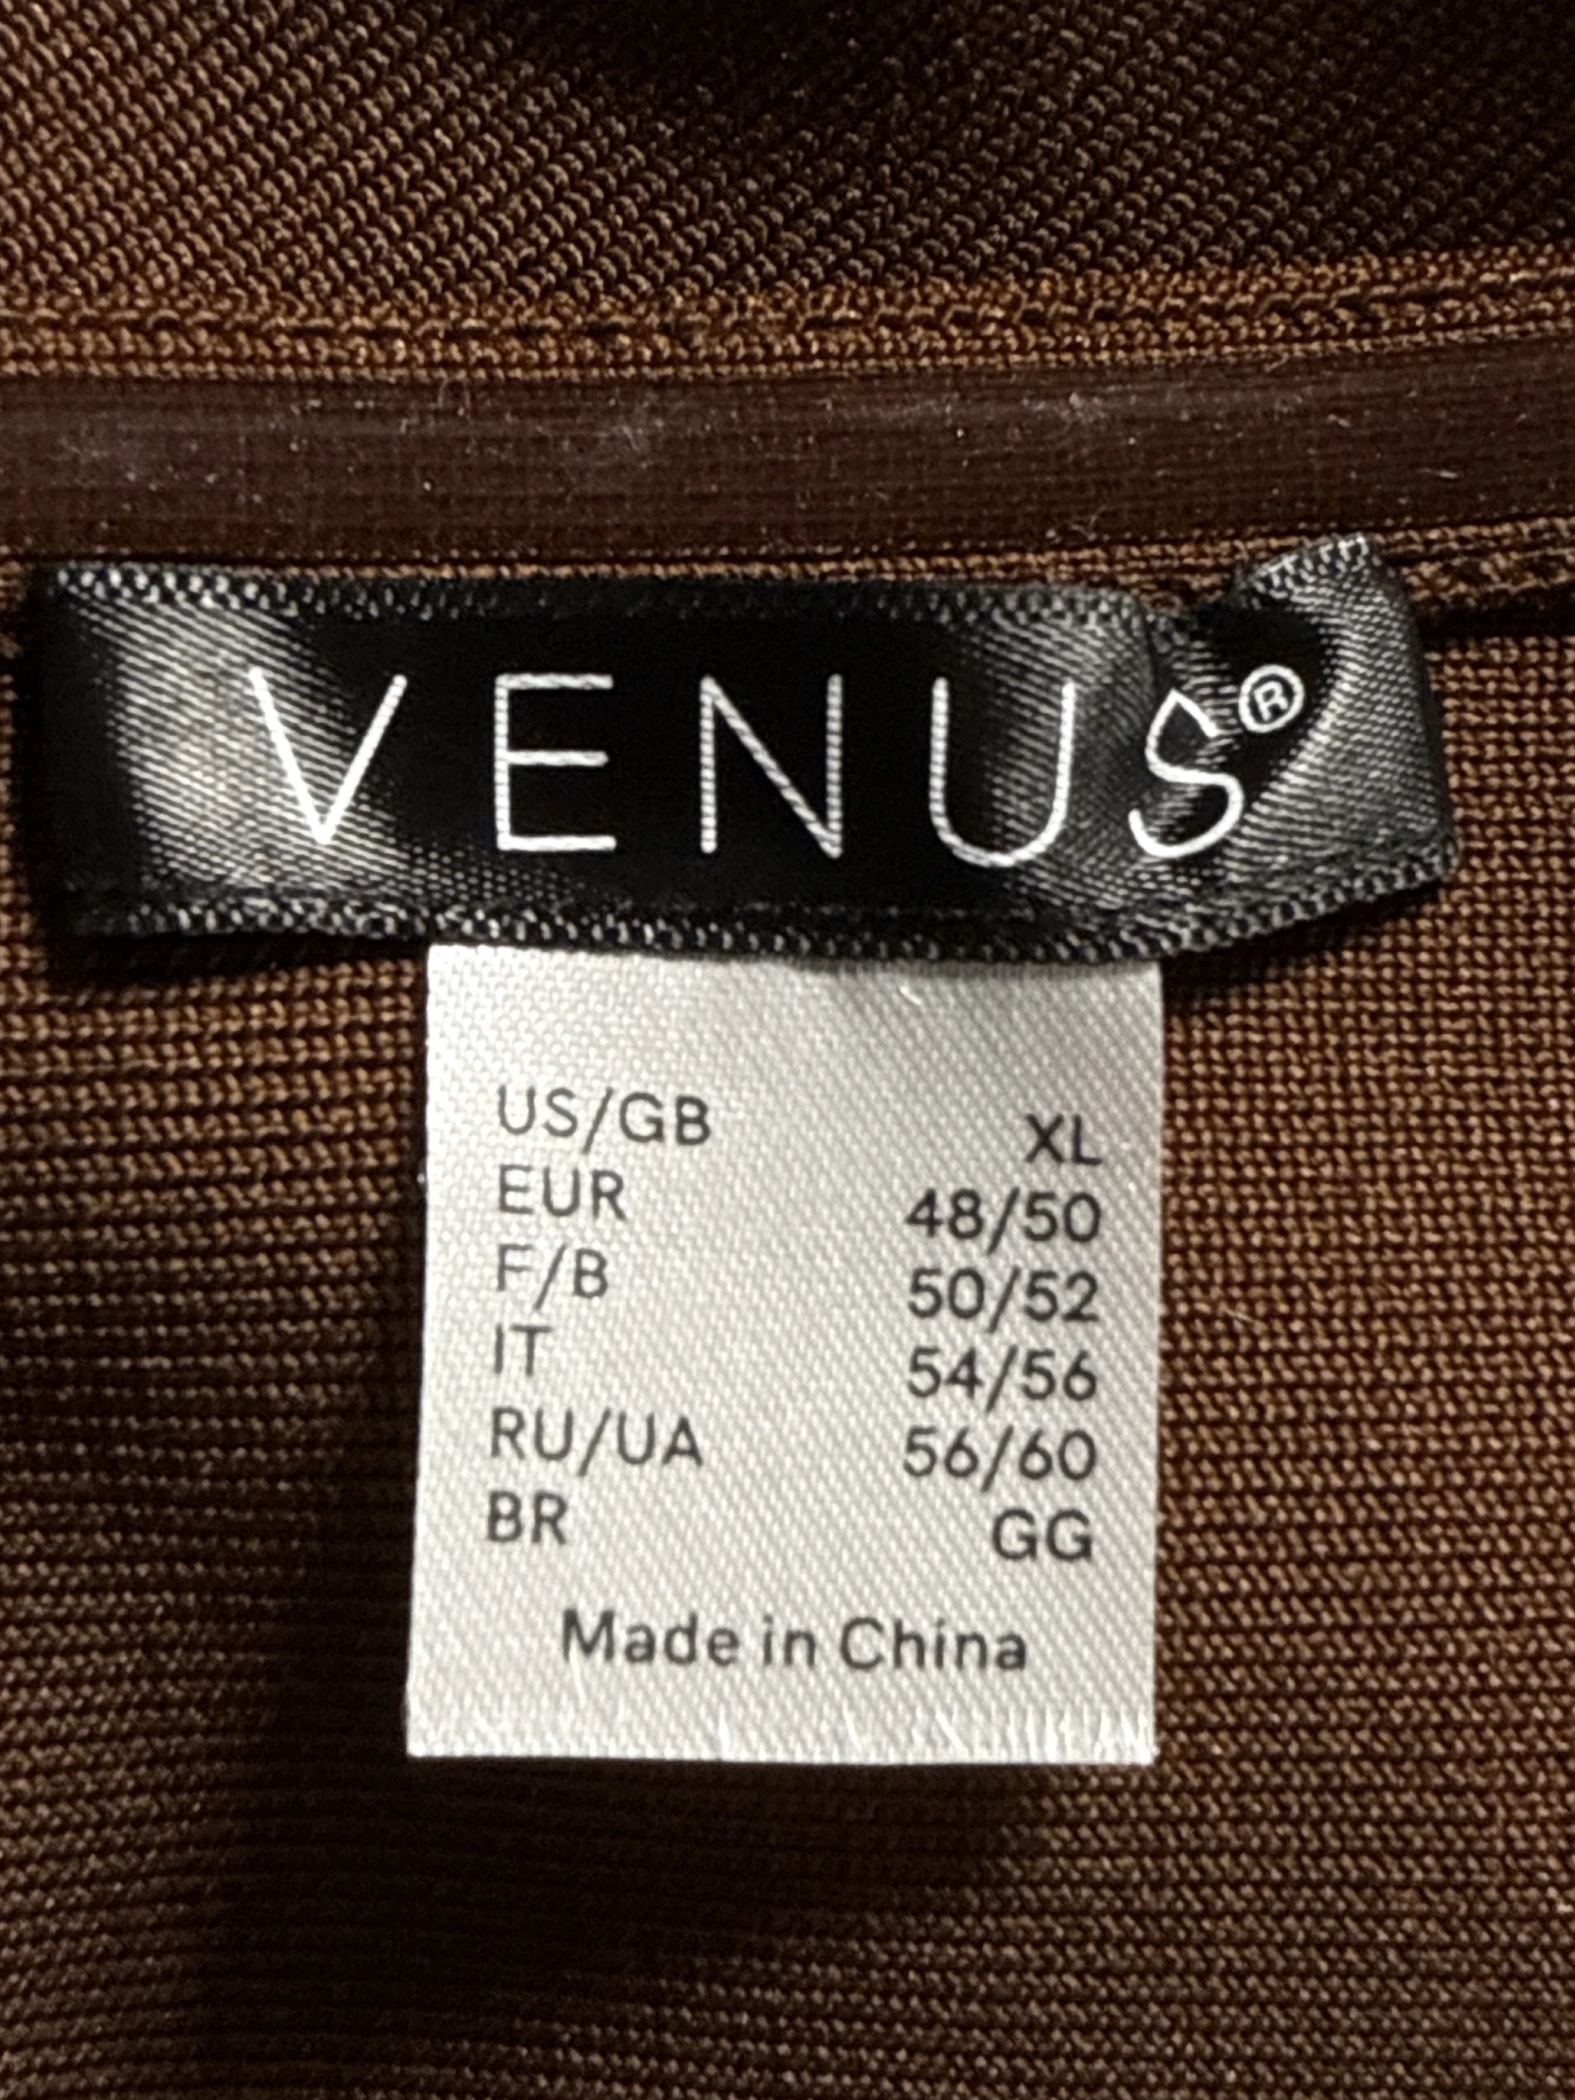 VENUS®
US/GB XL
EUR 48/50
F/B 50/52
IT 54/56
RU/UA 56/60
BR GG
Made in China